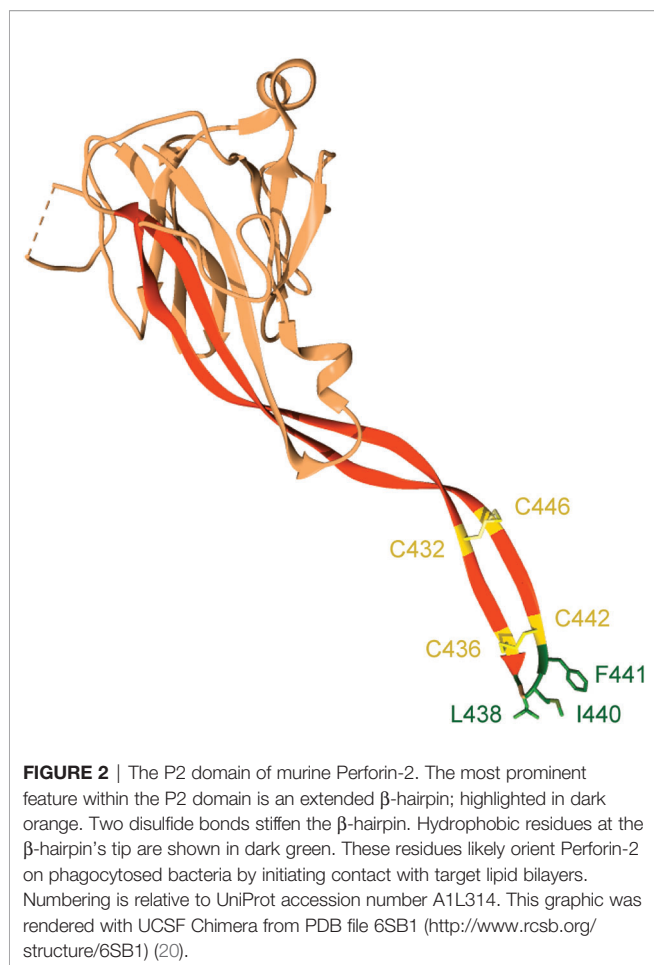 C446
C432
C442
C436
F441
L438
I440
FIGURE 2 | The P2 domain of murine Perforin-2. The most prominent
feature within the P2 domain is an extended β-hairpin; highlighted in dark
orange. Two disulfide bonds stiffen the β-hairpin. Hydrophobic residues at the
β-hairpin's tip are shown in dark green. These residues likely orient Perforin-2
on phagocytosed bacteria by initiating contact with target lipid bilayers.
Numbering is relative to UniProt accession number A1L314. This graphic was
rendered with UCSF Chimera from PDB file 6SB1 (http://www.rcsb.org/
structure/6SB1) (20).